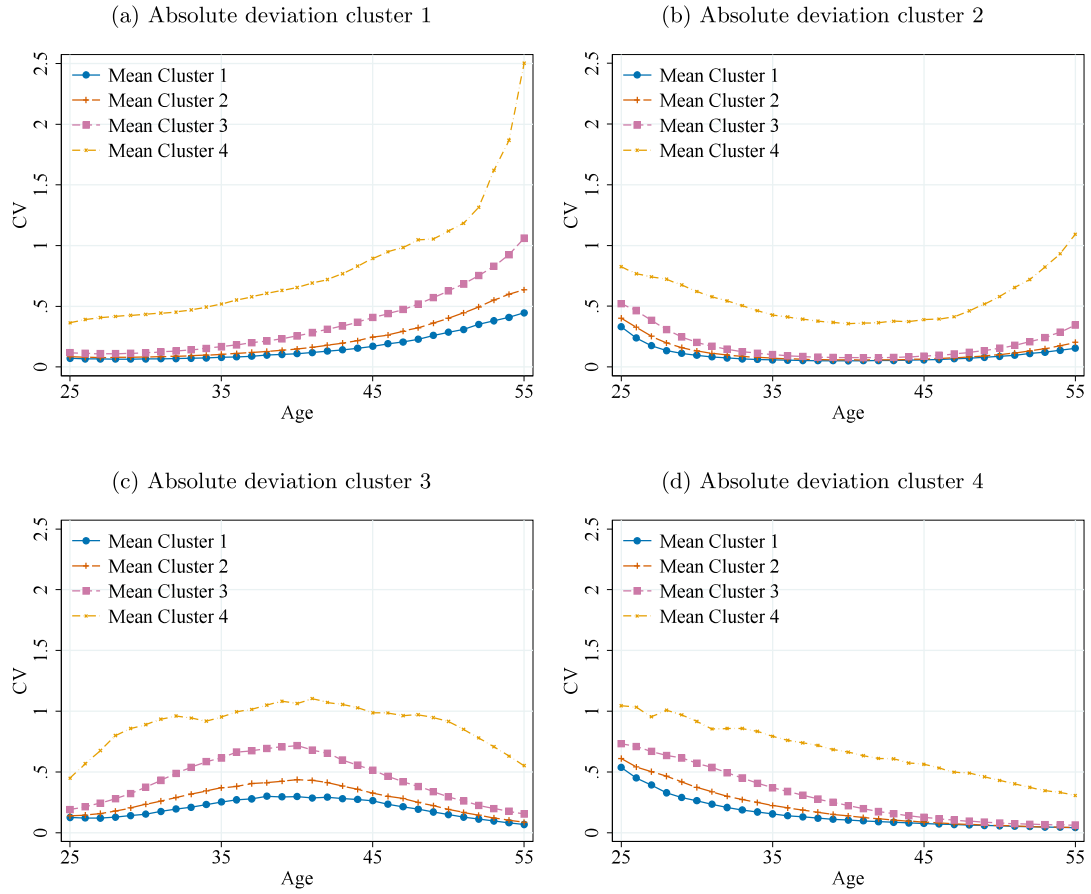 (a) Absolute deviation cluster 1
2.5
2
1.5
1
.5
0
CV
Mean Cluster 1
Mean Cluster 2
Mean Cluster 3
Mean Cluster 4
25 35 45 55
Age
(b) Absolute deviation cluster 2
2.5
2
1.5
1
.5
0
CV
Mean Cluster 1
Mean Cluster 2
Mean Cluster 3
Mean Cluster 4
25 35 45 55
Age
(c) Absolute deviation cluster 3
2.5
2
1.5
1
.5
0
CV
Mean Cluster 1
Mean Cluster 2
Mean Cluster 3
Mean Cluster 4
25 35 45 55
Age
(d) Absolute deviation cluster 4
2.5
2
1.5
1
.5
0
CV
Mean Cluster 1
Mean Cluster 2
Mean Cluster 3
Mean Cluster 4
25 35 45 55
Age